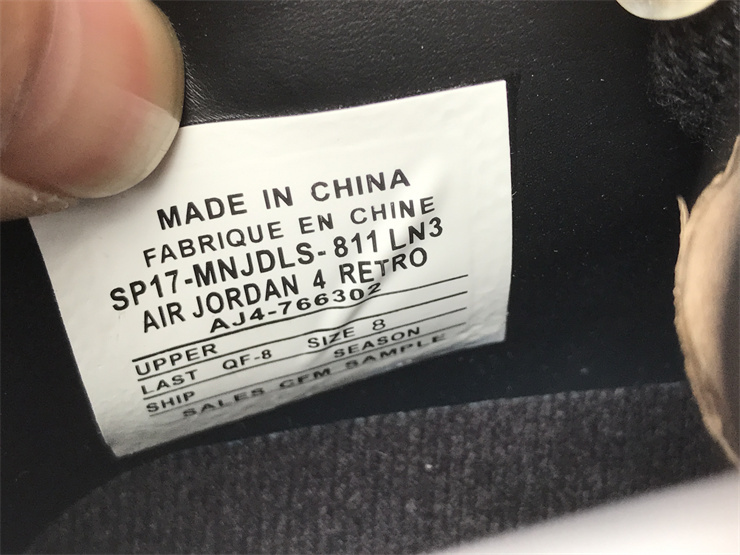 MADE IN CHINA
FABRIQUE EN CHINE
SP17-MNJDLS-811 LN3
AIR JORDAN 4 RETRO
AJ4-766302
UPPER
LAST QF-8 SIZE 8
SHIP SEASON
SALES CFM SAMPLE